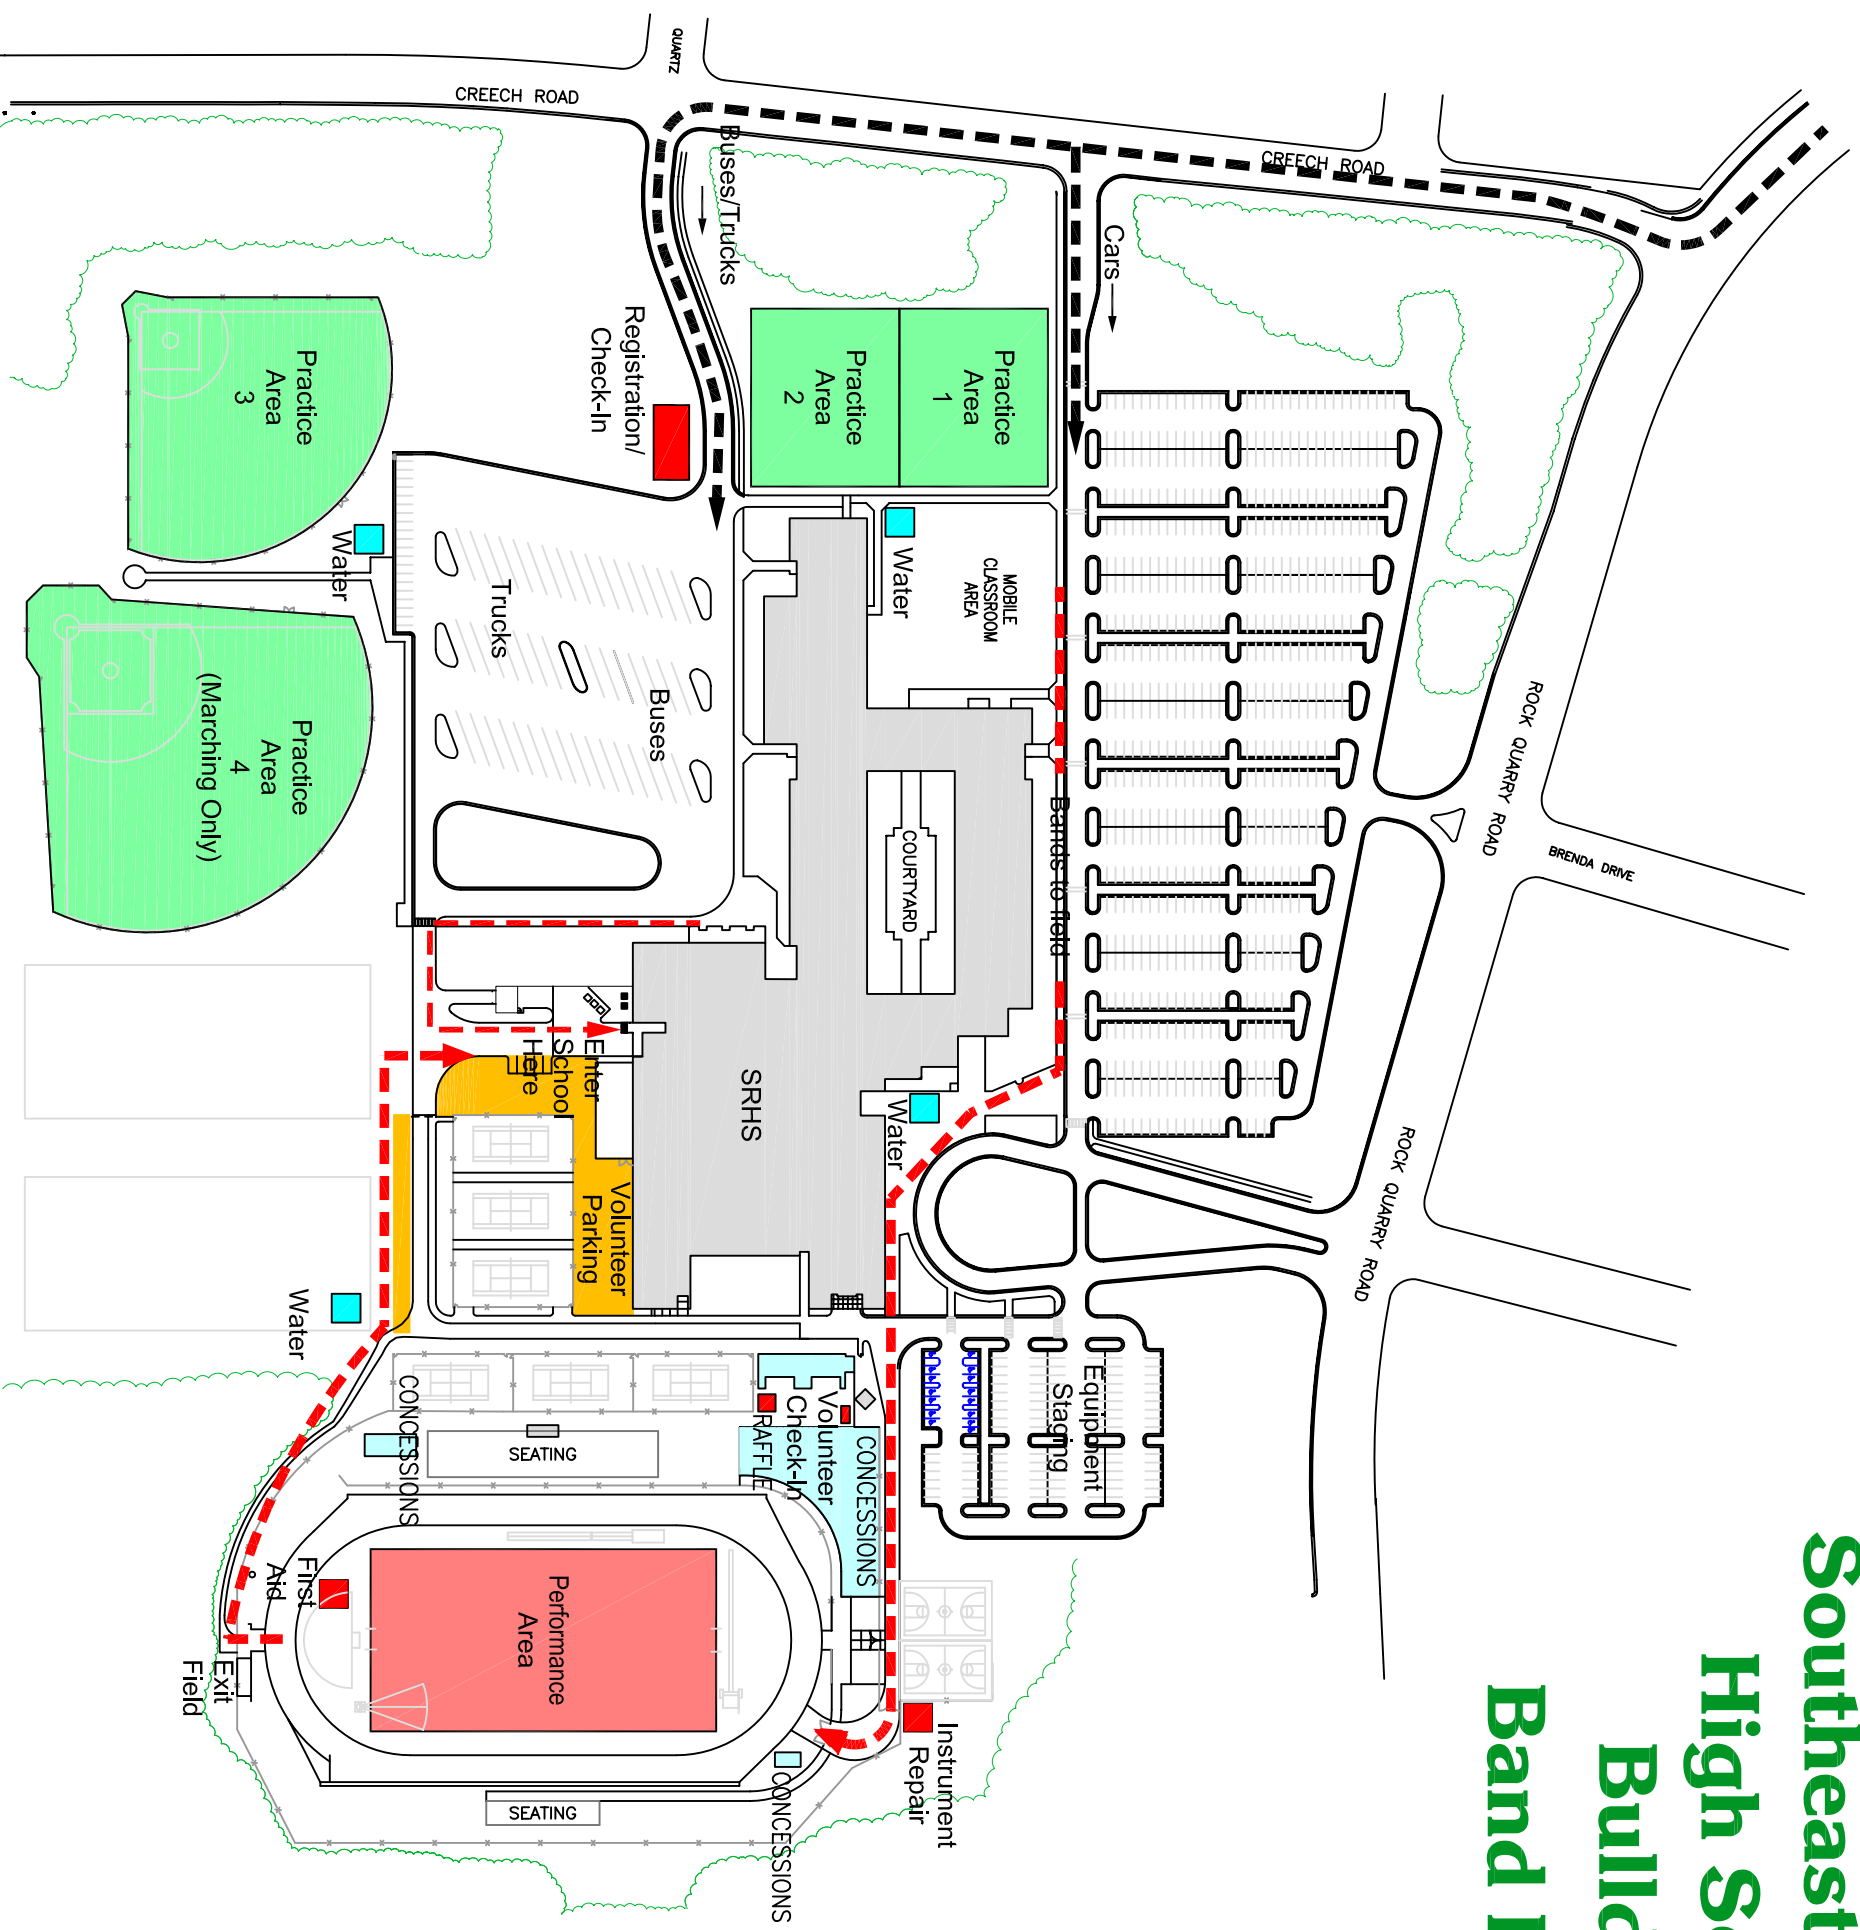 Southeast
High Sc
Bulld
Band
BRENDA DRIVE
ROCK QUARRY ROAD
ROCK QUARRY ROAD
CREECH ROAD
Cars
Equipment
Staging
Bands to field
Practice
Area
1
MOBILE
CLASSROOM
AREA
Water
COURTYARD
Water
Instrument
Repair
CONCESSIONS
Practice
Area
2
Volunteer
Check-In
RAFFLE
CONCESSIONS
SRHS
Buses/Trucks
QUARTZ
CREECH ROAD
Registration/
Check-In
Buses
Trucks
Enter
School
Here
Volunteer
Parking
SEATING
Performance
Area
SEATING
CONCESSIONS
Water
Practice
Area
3
Practice
Area
4
(Marching Only)
Water
First
Aid
Exit
Field